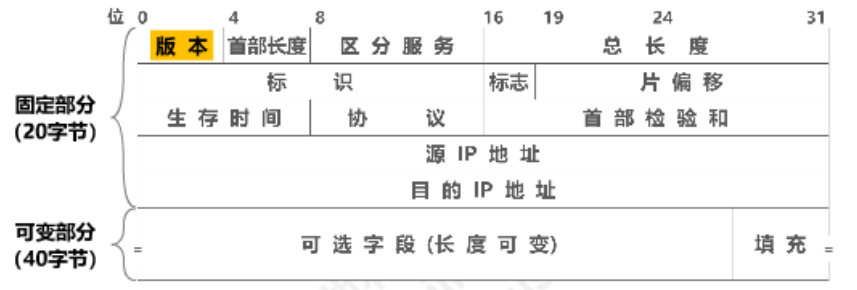 位 0 4 8 16 19 24 31
版本 首部长度 区分服务 总长度
标识 标志 片偏移
固定部分
(20字节)
生存时间 协议 首部检验和
源 IP 地址
目的 IP 地址
可变部分
(40字节)
可选字段(长度可变) 填充